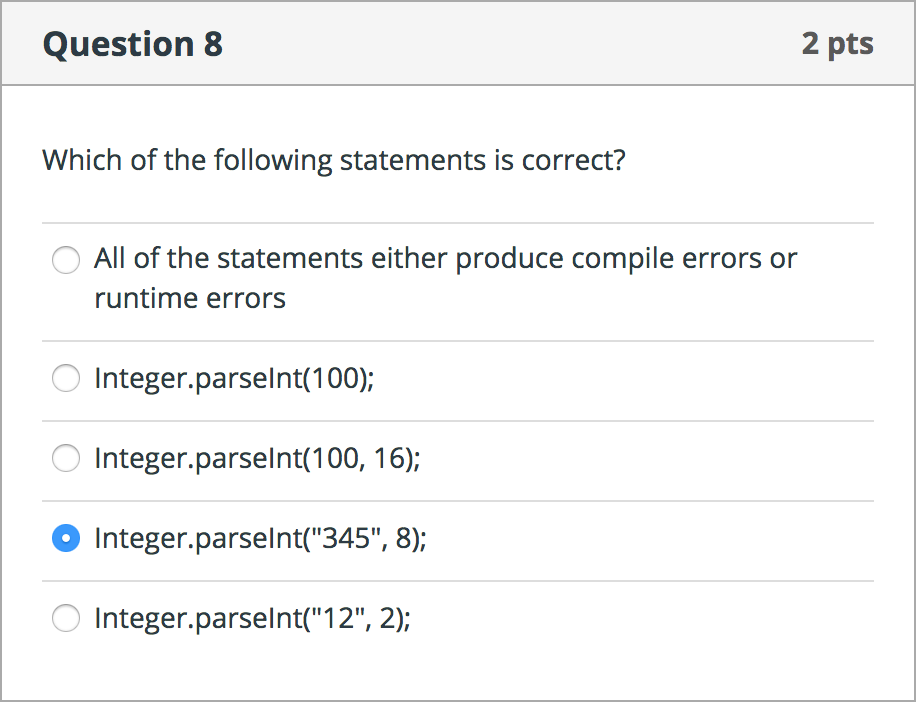 Question 8
2 pts
Which of the following statements is correct?
All of the statements either produce compile errors or
runtime errors
Integer.parseInt(100);
Integer.parseInt(100, 16);
Integer.parseInt("345", 8);
Integer.parseInt("12", 2);